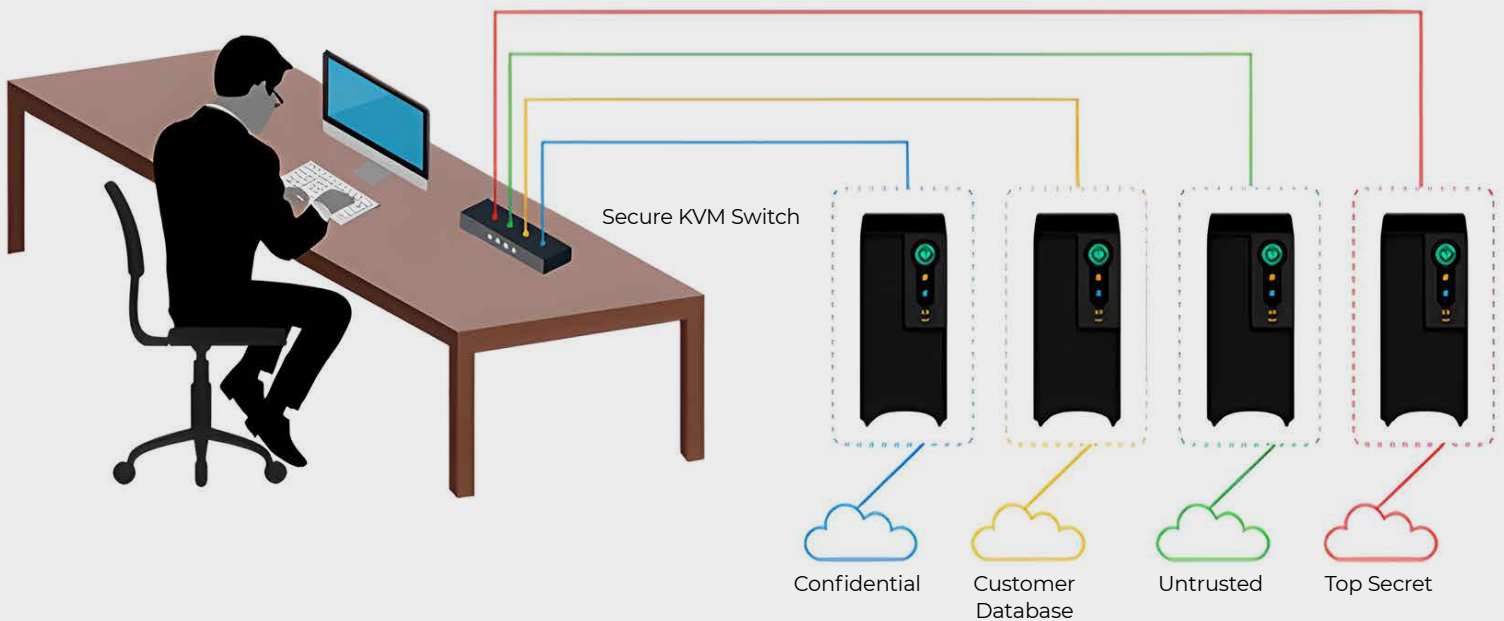 Secure KVM Switch
Confidential
Customer
Database
Untrusted
Top Secret